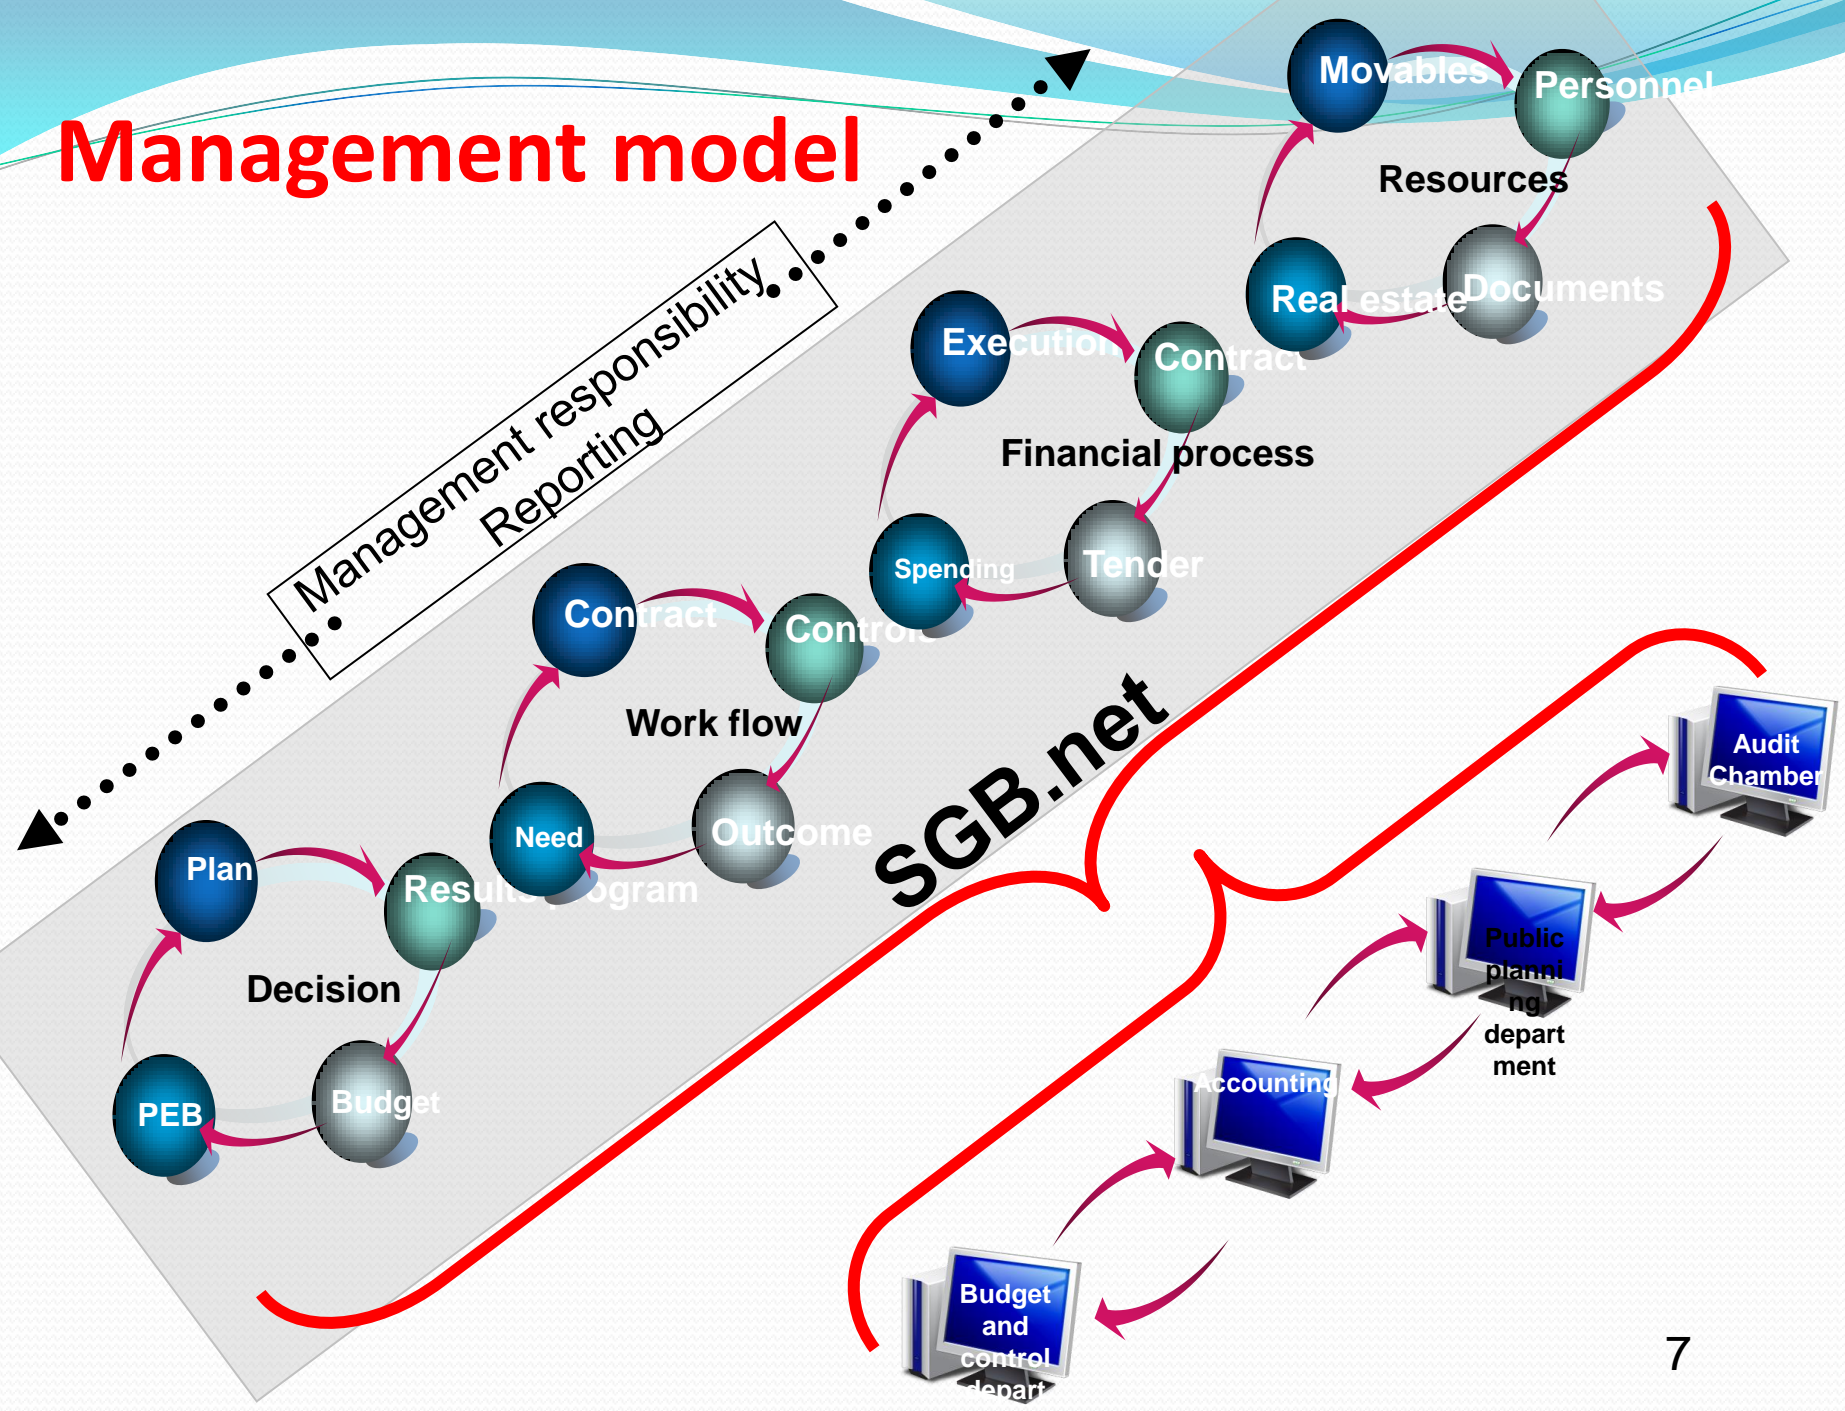 Management model
Movables
Personnel
Resources
Real estate
Documents
Management responsibility
Reporting
Execution
Contract
Financial process
Spending
Tender
Contract
Controls
Work flow
Need
Outcome
SGB.net
Plan
Results program
Decision
PEB
Budget
Audit
Chamber
Public
planni
ng
depart
ment
Accounting
Budget
and
control
depart
7